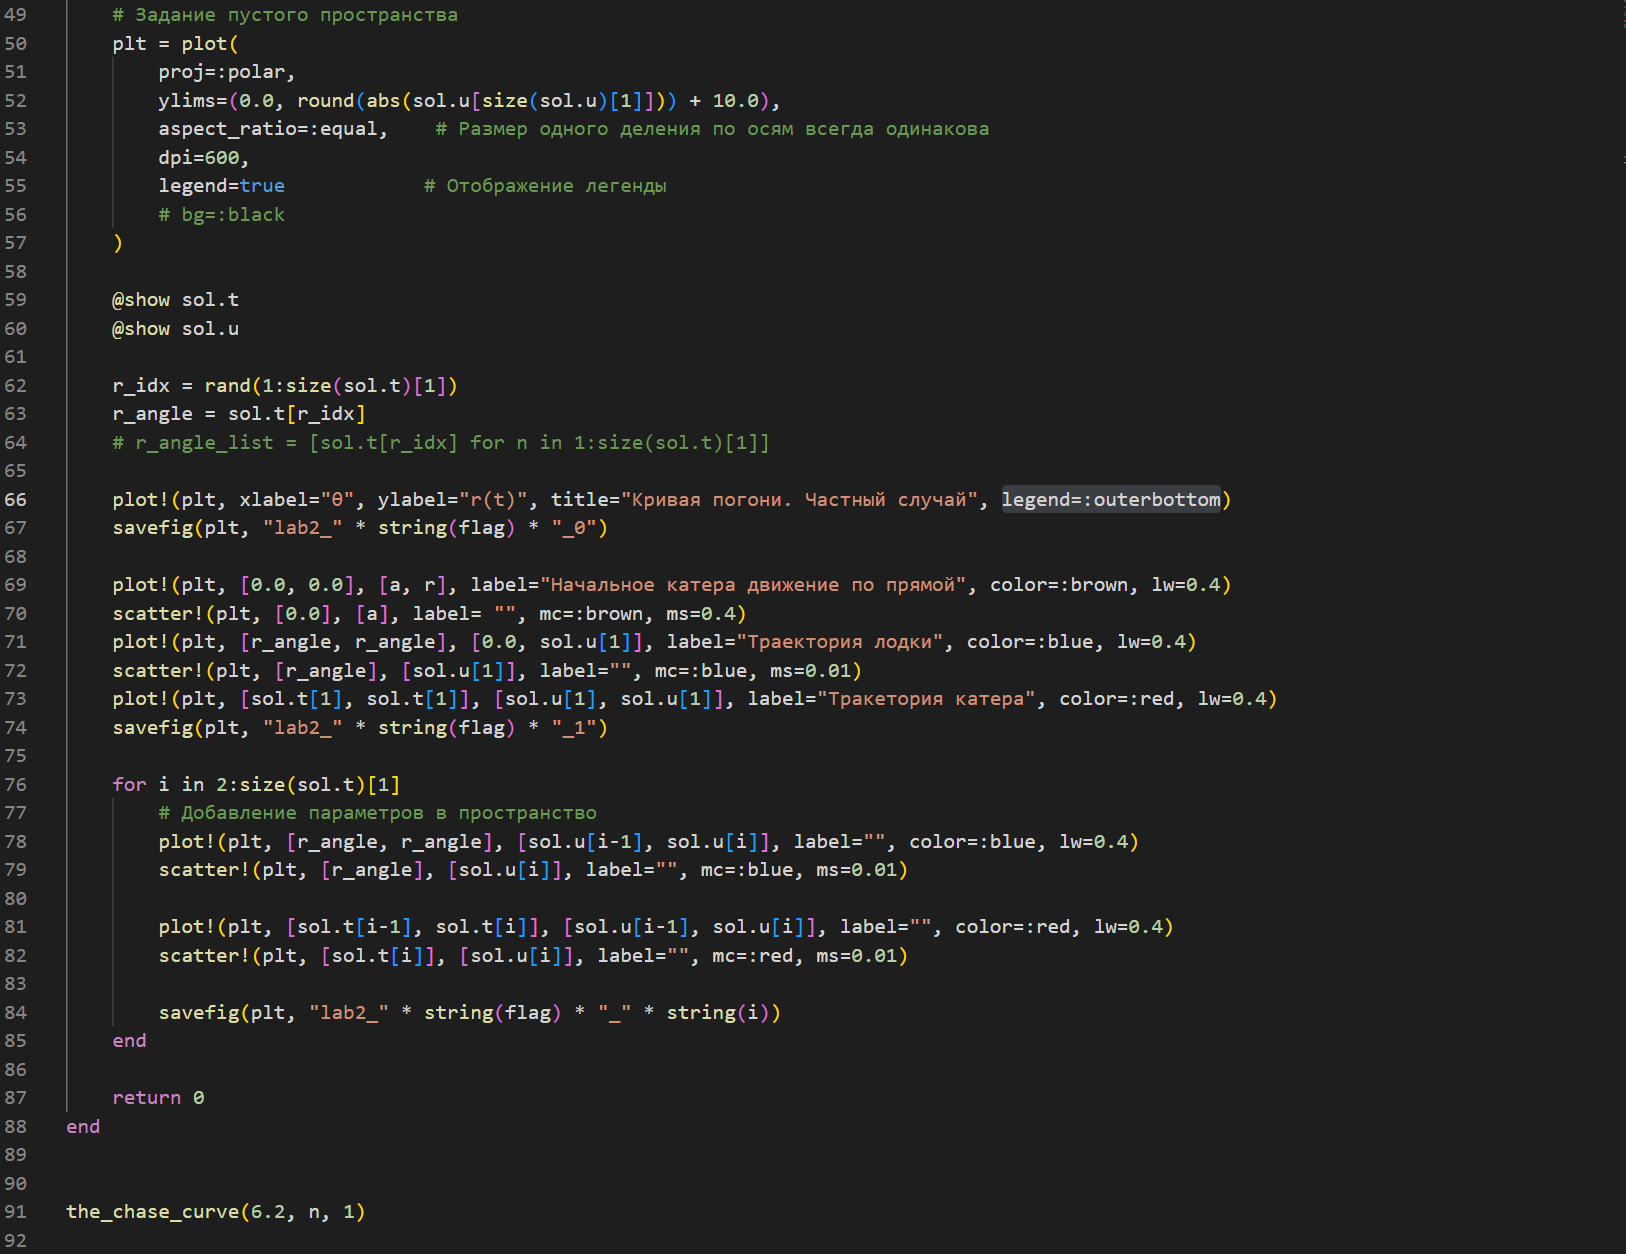 49 # Задание пустого пространства
50 plt = plot(
51 proj=:polar,
52 ylims=(0.0, round(abs(sol.u[size(sol.u)[1]])) + 10.0),
53 aspect_ratio=:equal, # Размер одного деления по осям всегда одинакова
54 dpi=600,
55 legend=true # Отображение легенды
56 # bg=:black
57 )
58
59 @show sol.t
60 @show sol.u
61
62 r_idx = rand(1:size(sol.t)[1])
63 r_angle = sol.t[r_idx]
64 # r_angle_list = [sol.t[r_idx] for n in 1:size(sol.t)[1]]
65
66 plot!(plt, xlabel="θ", ylabel="r(t)", title="Кривая погони. Частный случай", legend=:outerbottom)
67 savefig(plt, "lab2_" * string(flag) * "_0")
68
69 plot!(plt, [0.0, 0.0], [a, r], label="Начальное катера движение по прямой", color=:brown, lw=0.4)
70 scatter!(plt, [0.0], [a], label= "", mc=:brown, ms=0.4)
71 plot!(plt, [r_angle, r_angle], [0.0, sol.u[1]], label="Траектория лодки", color=:blue, lw=0.4)
72 scatter!(plt, [r_angle], [sol.u[1]], label="", mc=:blue, ms=0.01)
73 plot!(plt, [sol.t[1], sol.t[1]], [sol.u[1], sol.u[1]], label="Тракетория катера", color=:red, lw=0.4)
74 savefig(plt, "lab2_" * string(flag) * "_1")
75
76 for i in 2:size(sol.t)[1]
77 # Добавление параметров в пространство
78 plot!(plt, [r_angle, r_angle], [sol.u[i-1], sol.u[i]], label="", color=:blue, lw=0.4)
79 scatter!(plt, [r_angle], [sol.u[i]], label="", mc=:blue, ms=0.01)
80
81 plot!(plt, [sol.t[i-1], sol.t[i]], [sol.u[i-1], sol.u[i]], label="", color=:red, lw=0.4)
82 scatter!(plt, [sol.t[i]], [sol.u[i]], label="", mc=:red, ms=0.01)
83
84 savefig(plt, "lab2_" * string(flag) * "_" * string(i))
85 end
86
87 return 0
88 end
89
90
91 the_chase_curve(6.2, n, 1)
92